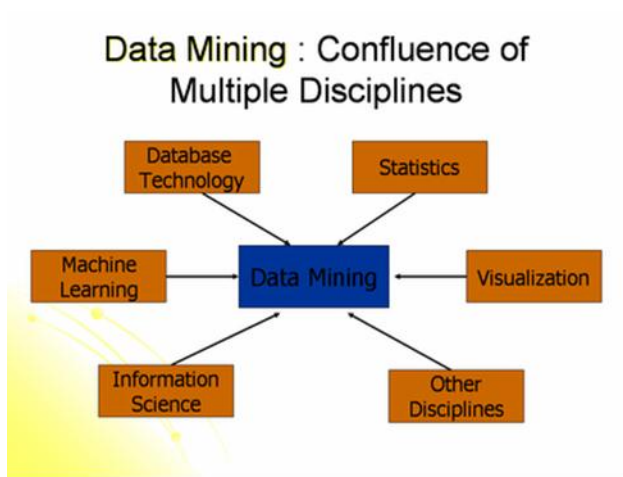 Data Mining : Confluence of
Multiple Disciplines
Database
Technology
Statistics
Machine
Learning
Data Mining
Visualization
Information
Science
Other
Disciplines